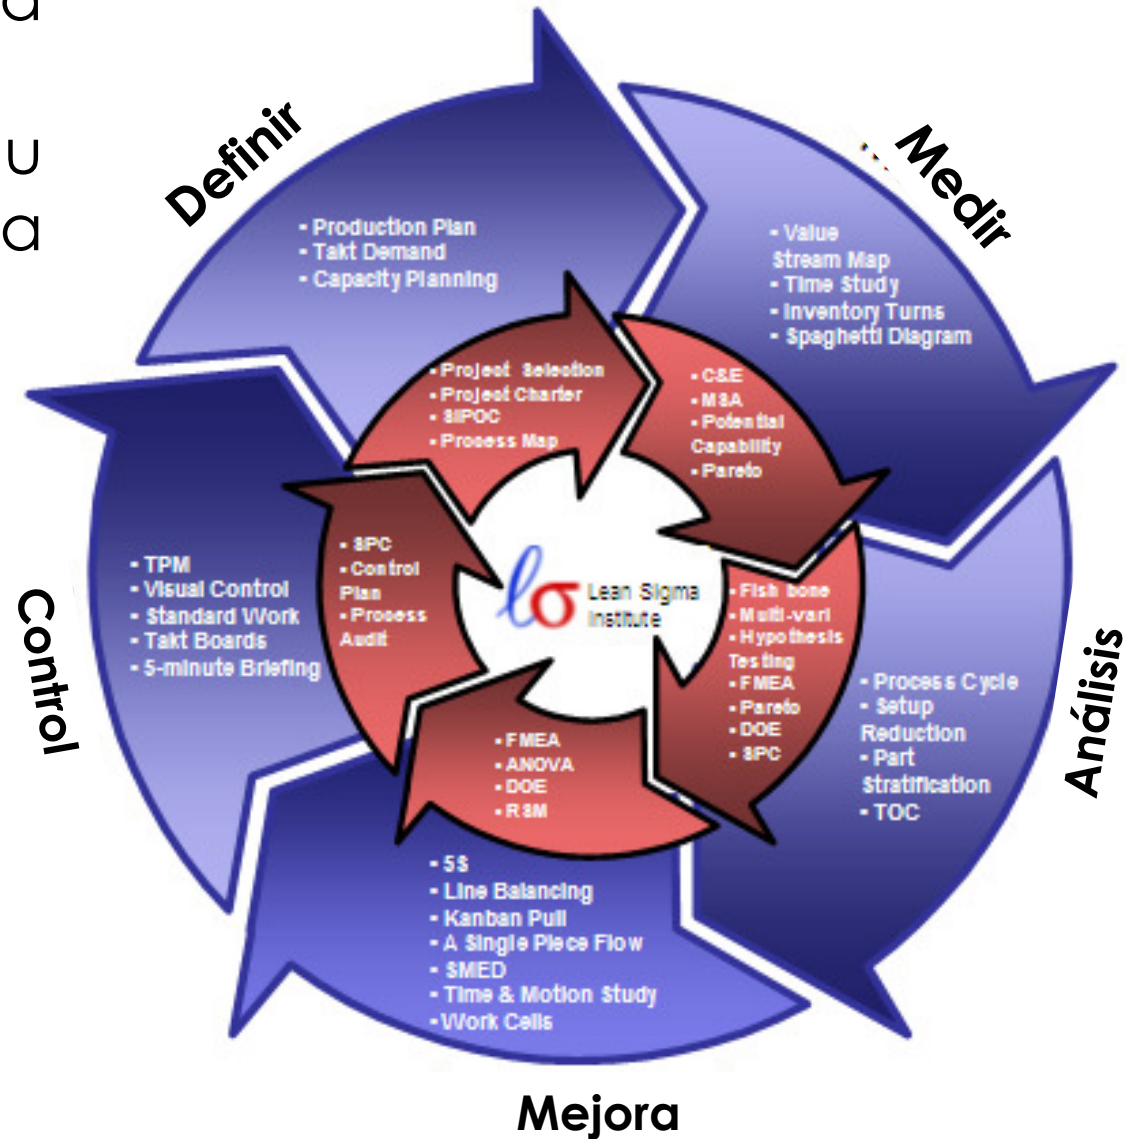 a
u
a
Definir
Medir
Análisis
Mejora
Control
▪ Production Plan
▪ Takt Demand
▪ Capacity Planning
▪ Value
Stream Map
▪ Time Study
▪ Inventory Turns
▪ Spaghetti Diagram
▪ Process Cycle
▪ Setup
Reduction
▪ Part
Stratification
▪ TOC
▪ 5S
▪ Line Balancing
▪ Kanban Pull
▪ A Single Piece Flow
▪ SMED
▪ Time & Motion Study
▪ Work Cells
▪ TPM
▪ Visual Control
▪ Standard Work
▪ Takt Boards
▪ 5-minute Briefing
▪ Project Selection
▪ Project Charter
▪ SIPOC
▪ Process Map
▪ C&E
▪ MSA
▪ Potential
Capability
▪ Pareto
▪ Fish bone
▪ Multi-vari
▪ Hypothesis
Testing
▪ FMEA
▪ Pareto
▪ DOE
▪ SPC
▪ FMEA
▪ ANOVA
▪ DOE
▪ RSM
▪ SPC
▪ Control
Plan
▪ Process
Audit
ℓσ Lean Sigma
Institute